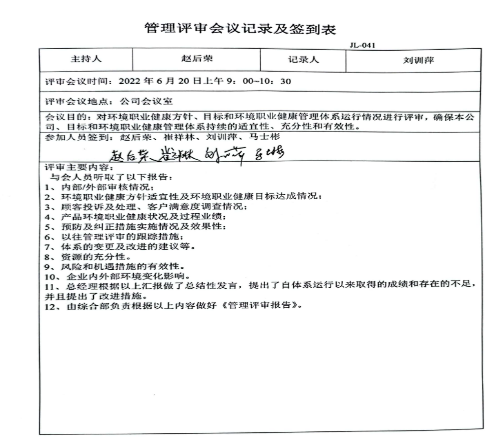 管理评审会议记录及签到表
JL-041
主持人 赵后荣 记录人 刘训萍
评审会议时间：2022 年 6 月 20 日上午 9：00~10：30
评审会议地点：公司会议室
会议目的：对环境职业健康方针、目标和环境职业健康管理体系运行情况进行评审，确保本公
司、目标和环境职业健康管理体系持续的适宜性、充分性和有效性。
参加人员签到：赵后荣、崔祥林、刘训萍、马士彬
赵后荣 崔祥林 刘训萍 马士彬
评审主要内容：
与会人员听取了以下报告：
1、内部/外部审核情况；
2、环境职业健康方针适宜性及环境职业健康目标达成情况；
3、顾客投诉及处理、客户满意度调查情况；
4、产品环境职业健康状况及过程业绩；
5、预防及纠正措施实施情况及效果性；
6、以往管理评审的跟踪措施；
7、体系的变更及改进的建议等。
8、资源的充分性。
9、风险和机遇措施的有效性。
10、企业内外部环境变化影响。
11、总经理根据以上汇报做了总结性发言，提出了自体系运行以来取得的成绩和存在的不足，
并且提出了改进措施。
12、由综合部负责根据以上内容做好《管理评审报告》。